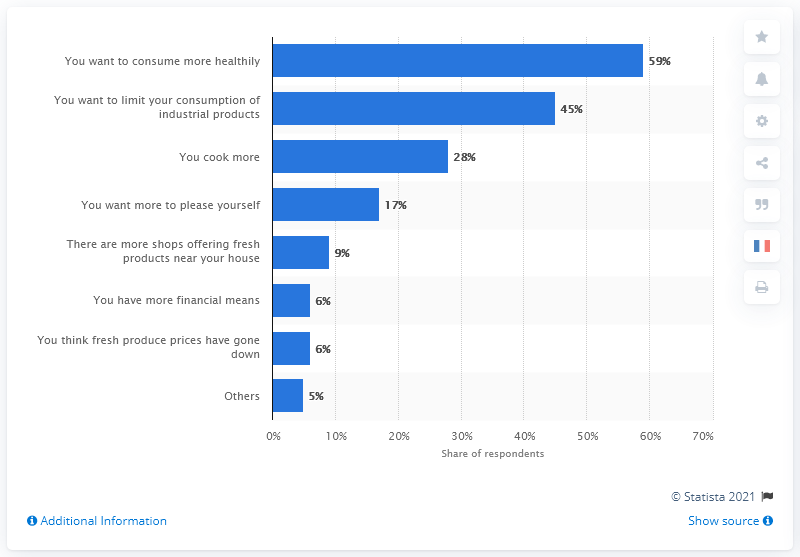 You want to consume more healthily
59%
You want to limit your consumption of
industrial products
45%
You cook more
28%
You want more to please yourself
17%
There are more shops offering fresh
products near your house
9%
You have more financial means
6%
You think fresh produce prices have gone
down
6%
Others
5%
0% 10% 20% 30% 40% 50% 60% 70%
Share of respondents
© Statista 2021
Additional Information
Show source